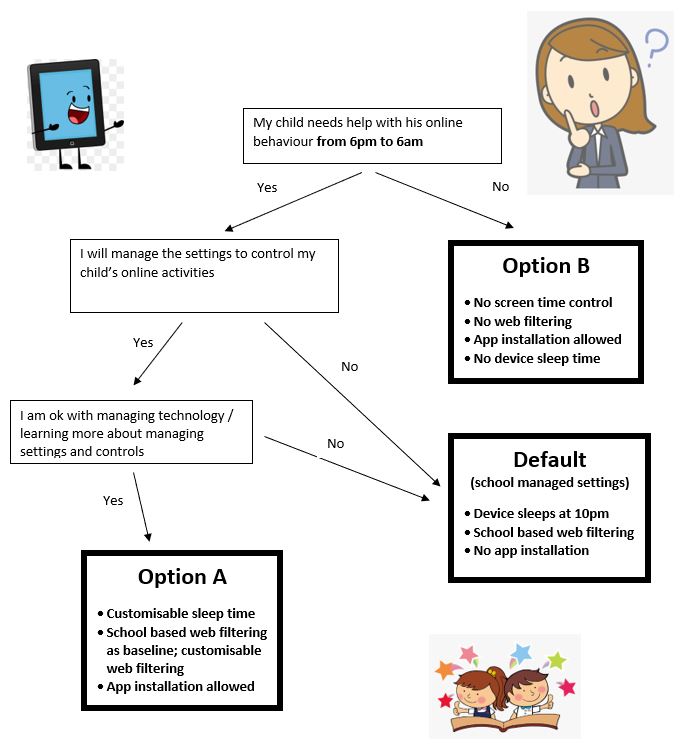 My child needs help with his online
behaviour from 6pm to 6am
Yes
No
I will manage the settings to control my
child's online activities
Option B
• No screen time control
• No web filtering
• App installation allowed
• No device sleep time
Yes
No
I am ok with managing technology /
learning more about managing
settings and controls
No
Default
(school managed settings)
• Device sleeps at 10pm
• School based web filtering
• No app installation
Yes
Option A
• Customisable sleep time
• School based web filtering
as baseline; customisable
web filtering
• App installation allowed
?